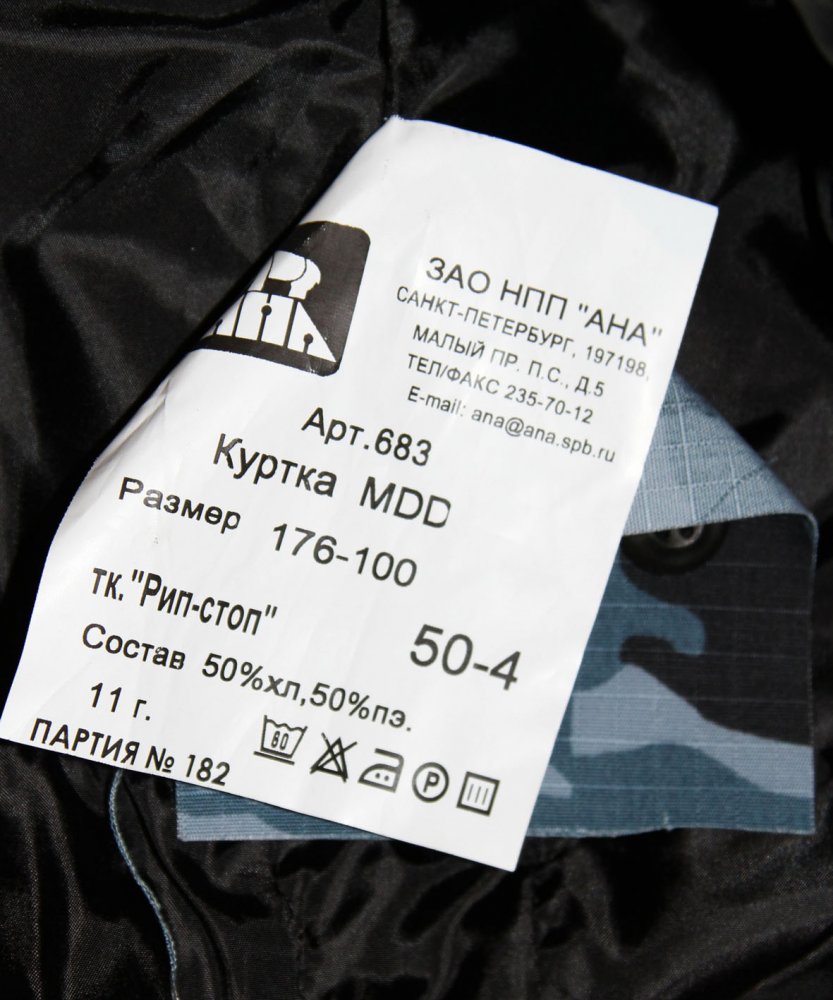 АНА
ЗАО НПП "АНА"
САНКТ-ПЕТЕРБУРГ, 197198,
МАЛЫЙ ПР. П.С., Д.5
ТЕЛ/ФАКС 235-70-12
E-mail: ana@ana.spb.ru
Арт.683
Куртка MDD
Размер 176-100
тк."Рип-стоп"
50-4
Состав 50%хл,50%пэ.
11 г.
60
P
ПАРТИЯ № 182